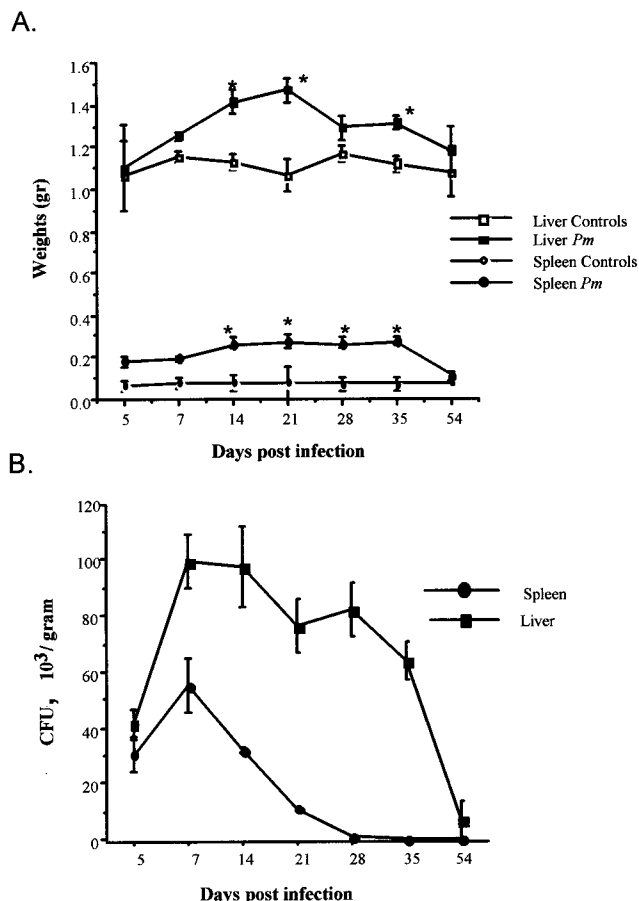 A.
1.6
1.4
1.2
1.0
0.8
0.6
0.4
0.2
0.0
Weights (gr)
* * *
* * * *
Liver Controls
Liver Pm
Spleen Controls
Spleen Pm
5 7 14 21 28 35 54
Days post infection
B.
120
100
80
60
40
20
0
CFU, 10³/ gram
Spleen
Liver
5 7 14 21 28 35 54
Days post infection